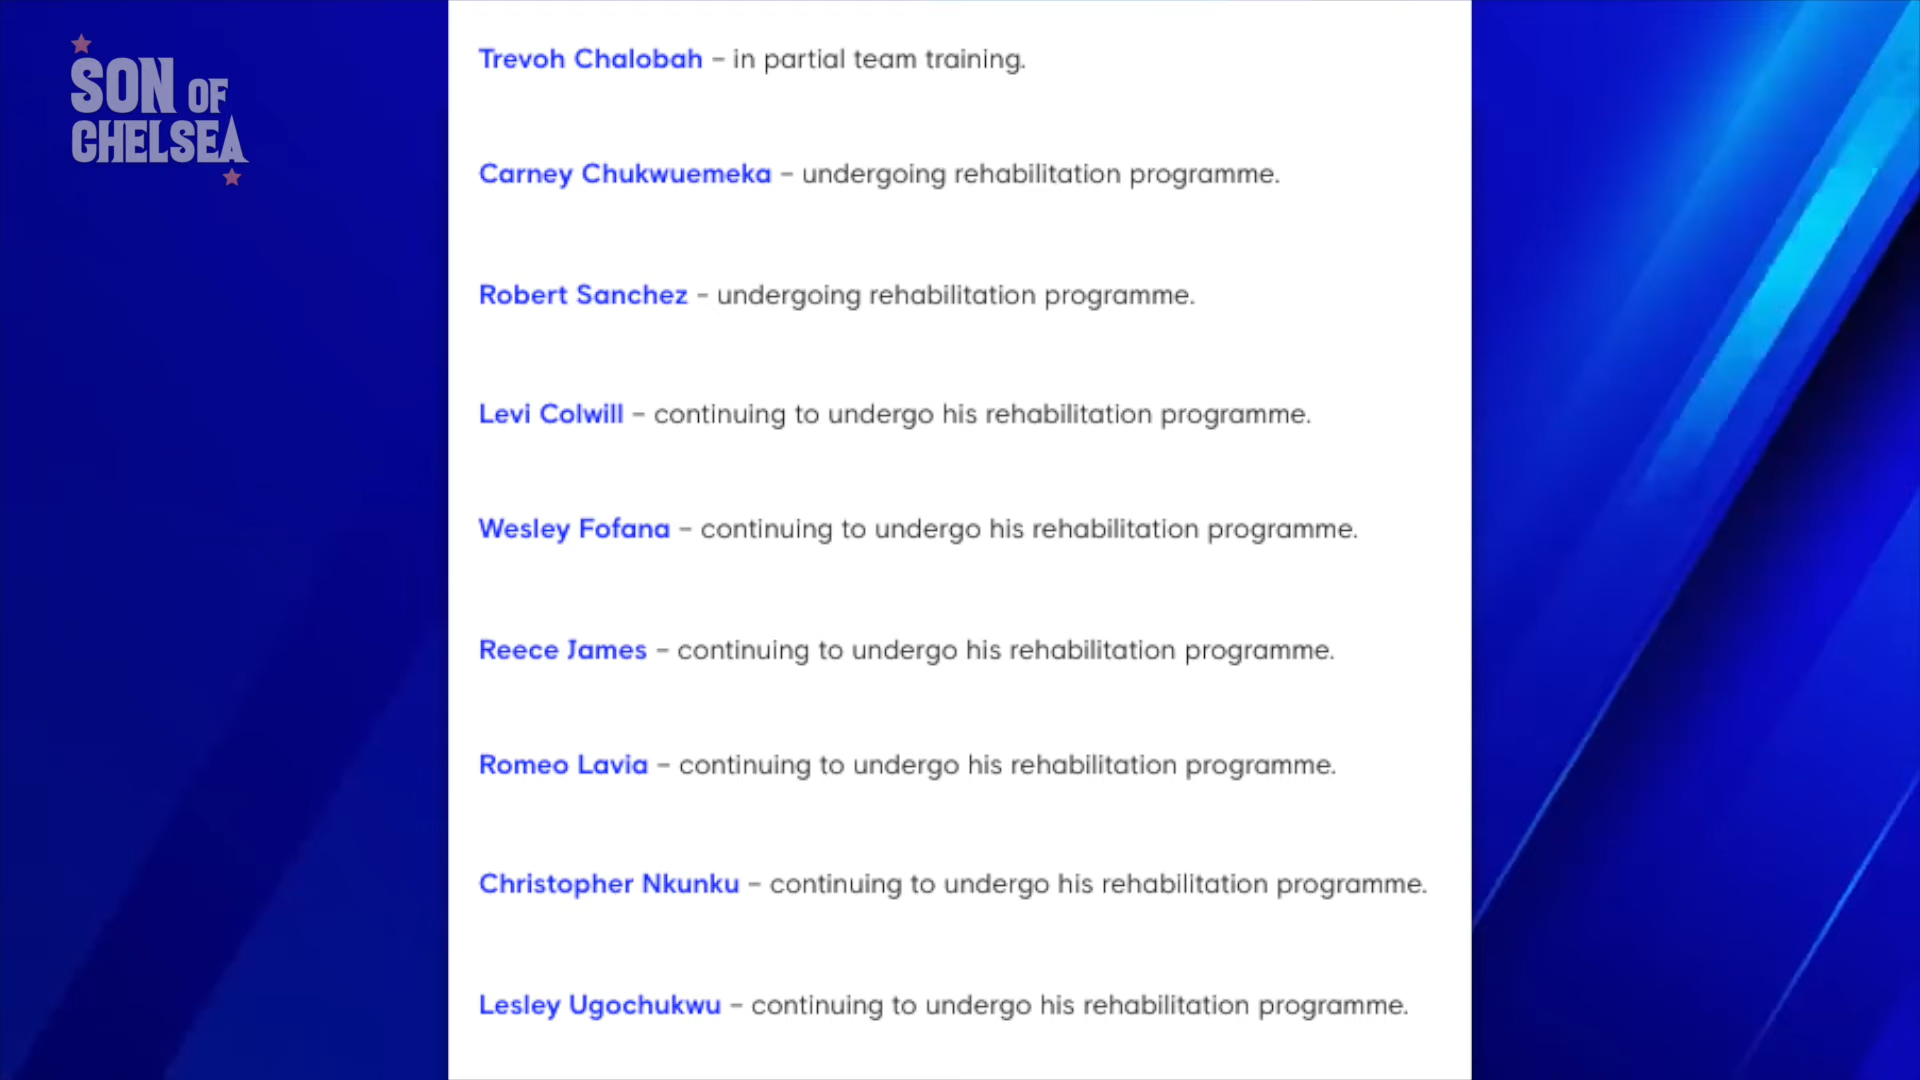 SON OF
CHELSEA
Trevoh Chalobah – in partial team training.
Carney Chukwuemeka – undergoing rehabilitation programme.
Robert Sanchez – undergoing rehabilitation programme.
Levi Colwill – continuing to undergo his rehabilitation programme.
Wesley Fofana – continuing to undergo his rehabilitation programme.
Reece James – continuing to undergo his rehabilitation programme.
Romeo Lavia – continuing to undergo his rehabilitation programme.
Christopher Nkunku – continuing to undergo his rehabilitation programme.
Lesley Ugochukwu – continuing to undergo his rehabilitation programme.